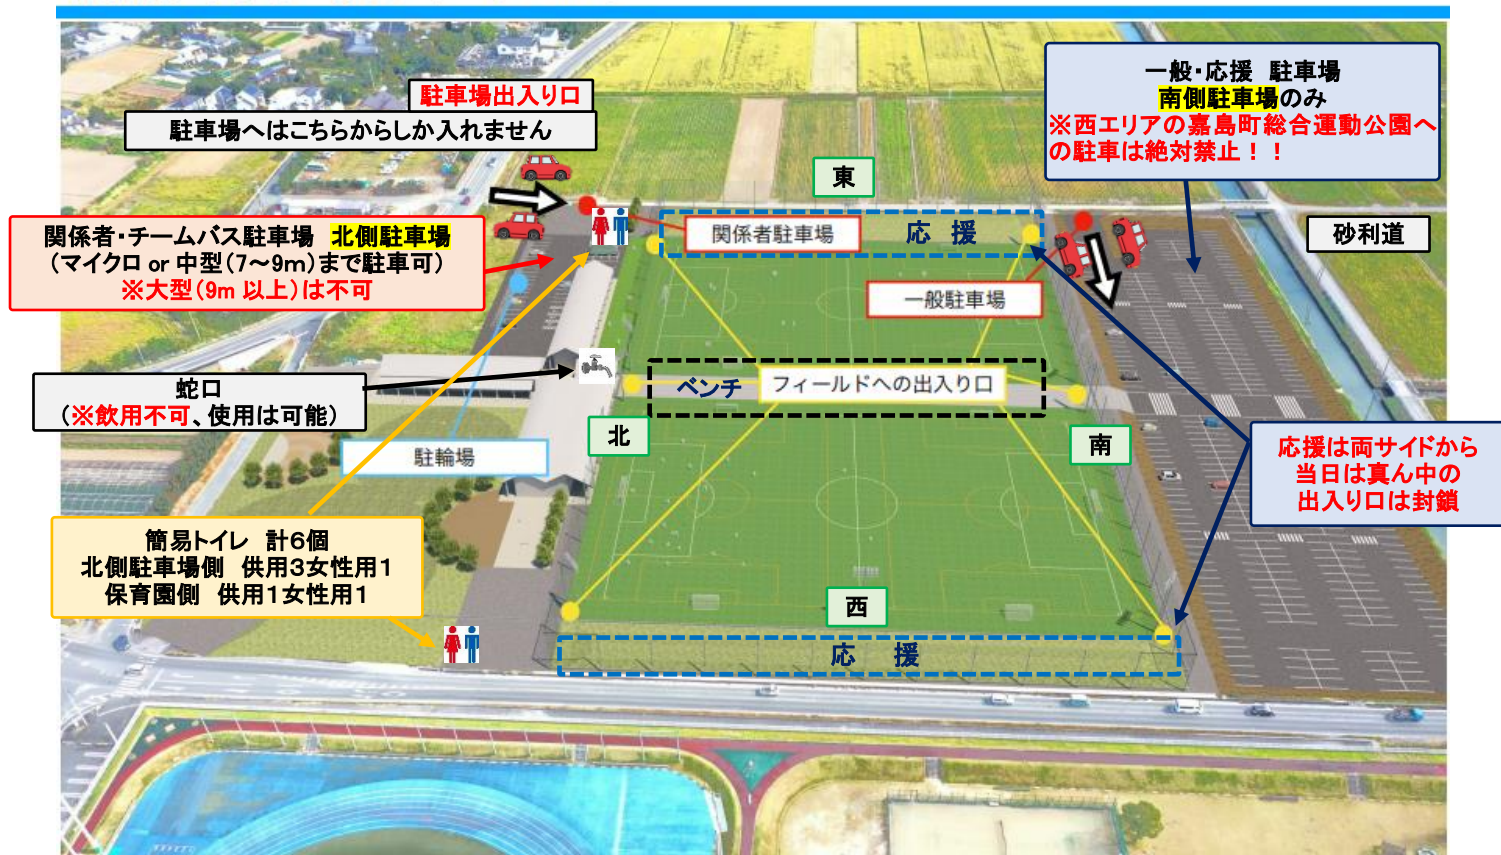 駐車場出入り口
駐車場へはこちらからしか入れません
一般・応援 駐車場
南側駐車場のみ
※西エリアの嘉島町総合運動公園へ
の駐車は絶対禁止！！
東
関係者・チームバス駐車場 北側駐車場
（マイクロ or 中型（7～9m）まで駐車可）
※大型（9m 以上）は不可
関係者駐車場
応 援
砂利道
一般駐車場
蛇口
（※飲用不可、使用は可能）
ベンチ
フィールドへの出入り口
北
南
駐輪場
応援は両サイドから
当日は真ん中の
出入り口は封鎖
簡易トイレ 計6個
北側駐車場側 供用3女性用1
保育園側 供用1女性用1
西
応 援